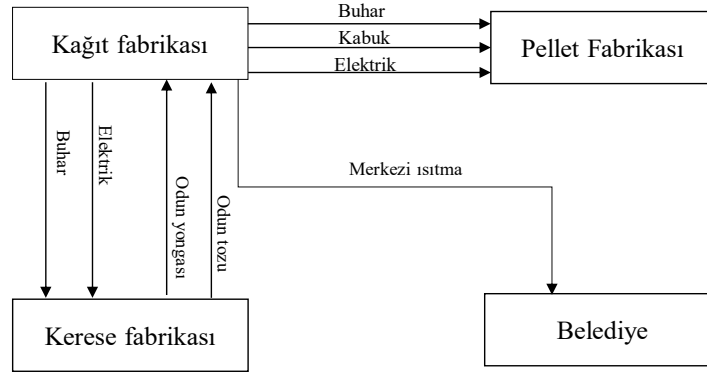 Kağıt fabrikası
Buhar
Kabuk
Elektrik
Pellet Fabrikası
Buhar
Elektrik
Odun yongası
Odun tozu
Merkezi ısıtma
Kerese fabrikası
Belediye